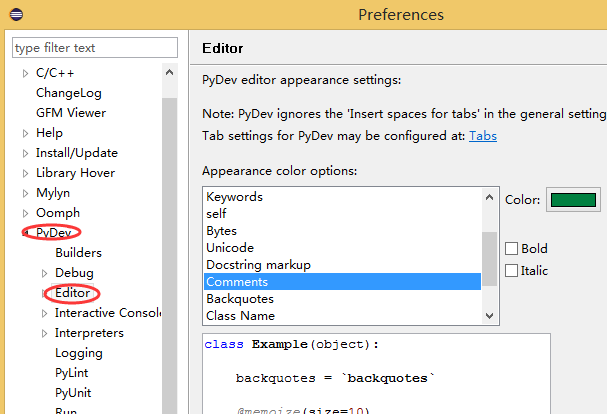 Preferences
type filter text
C/C++
ChangeLog
GFM Viewer
Help
Install/Update
Library Hover
Mylyn
Oomph
PyDev
Builders
Debug
Editor
Interactive Consol
Interpreters
Logging
PyLint
PyUnit
Run
Editor
PyDev editor appearance settings:
Note: PyDev ignores the 'Insert spaces for tabs' in the general setting
Tab settings for PyDev may be configured at: Tabs
Appearance color options:
Keywords
self
Bytes
Unicode
Docstring markup
Comments
Backquotes
Class Name
Color:
Bold
Italic
class Example(object):
backquotes = `backquotes`
@memoize(size=10)